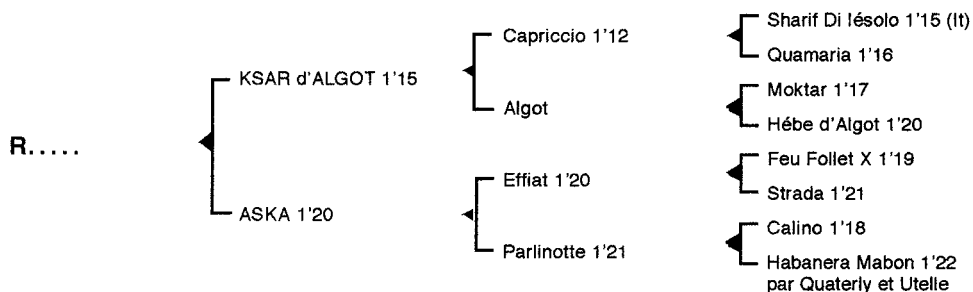 R.....
KSAR d'ALGOT 1'15
ASKA 1'20
Capriccio 1'12
Algot
Effiat 1'20
Parlinotte 1'21
Sharif Di Iésolo 1'15 (It)
Quamaria 1'16
Moktar 1'17
Hébe d'Algot 1'20
Feu Follet X 1'19
Strada 1'21
Calino 1'18
Habanera Mabon 1'22
par Quaterly et Utelle